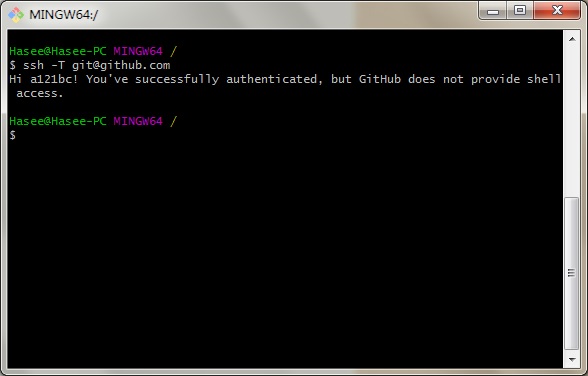 MINGW64:/
Hasee@Hasee-PC MINGW64 /
$ ssh -T git@github.com
Hi a121bc! You've successfully authenticated, but GitHub does not provide shell
access.
Hasee@Hasee-PC MINGW64 /
$